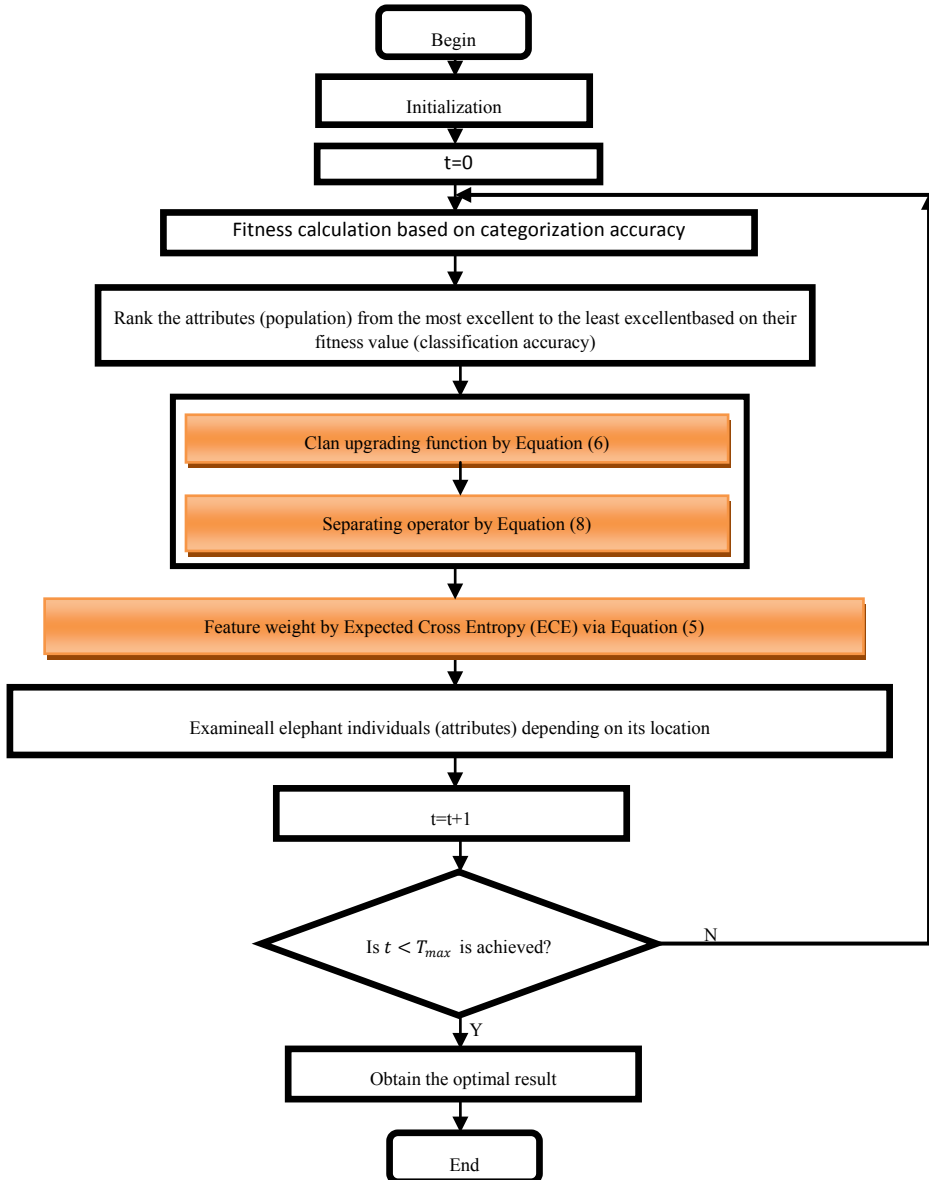 Begin
Initialization
t=0
Fitness calculation based on categorization accuracy
Rank the attributes (population) from the most excellent to the least excellentbased on their
fitness value (classification accuracy)
Clan upgrading function by Equation (6)
Separating operator by Equation (8)
Feature weight by Expected Cross Entropy (ECE) via Equation (5)
Examineall elephant individuals (attributes) depending on its location
t=t+1
Is t < T_max is achieved?
N
Y
Obtain the optimal result
End